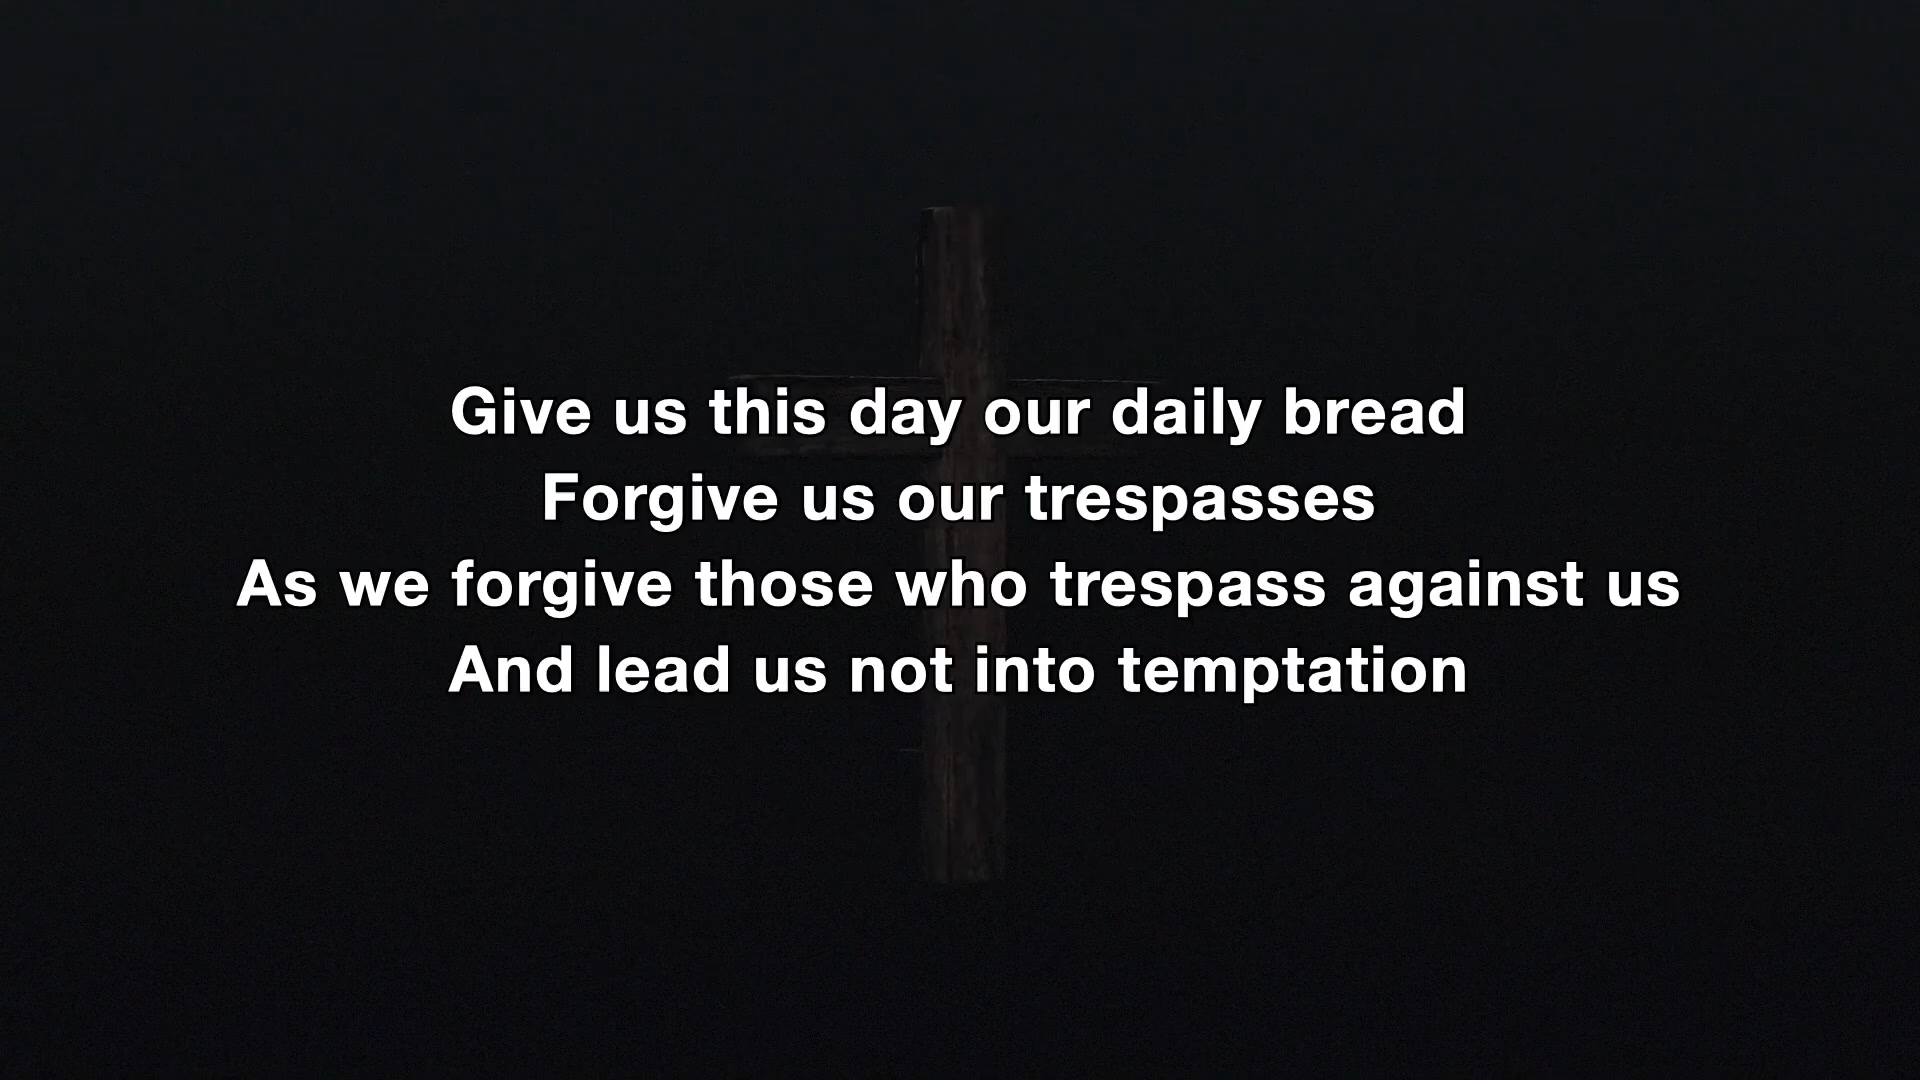 Give us this day our daily bread
Forgive us our trespasses
As we forgive those who trespass against us
And lead us not into temptation